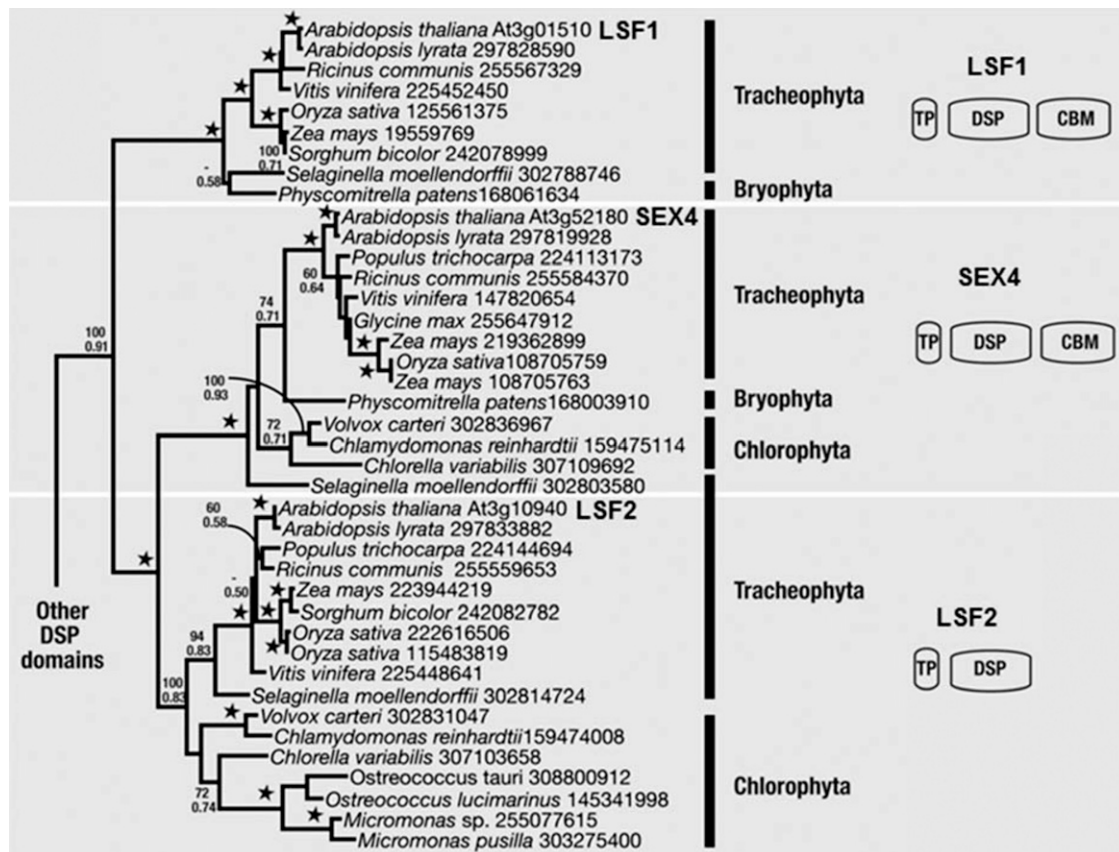 Arabidopsis thaliana At3g01510 LSF1
Arabidopsis lyrata 297828590
Ricinus communis 255567329
Vitis vinifera 225452450
Oryza sativa 125561375
Zea mays 19559769
Sorghum bicolor 242078999
100
0.71
Selaginella moellendorffii 302788746
-
0.58
Physcomitrella patens168061634
Tracheophyta
Bryophyta
LSF1
TP DSP CBM
Arabidopsis thaliana At3g52180 SEX4
Arabidopsis lyrata 297819928
Populus trichocarpa 224113173
60
0.64
Ricinus communis 255584370
Vitis vinifera 147820654
74
0.71
Glycine max 255647912
Zea mays 219362899
Oryza sativa108705759
Zea mays 108705763
100
0.91
100
0.93
Physcomitrella patens168003910
Volvox carteri 302836967
72
0.71
Chlamydomonas reinhardtii 159475114
Chlorella variabilis 307109692
Selaginella moellendorffii 302803580
Tracheophyta
Bryophyta
Chlorophyta
SEX4
TP DSP CBM
Arabidopsis thaliana At3g10940 LSF2
60
0.58
Arabidopsis lyrata 297833882
Populus trichocarpa 224144694
Ricinus communis 255559653
-
0.50
Zea mays 223944219
Sorghum bicolor 242082782
Oryza sativa 222616506
Oryza sativa 115483819
Vitis vinifera 225448641
94
0.83
Selaginella moellendorffii 302814724
100
0.83
Volvox carteri 302831047
Chlamydomonas reinhardtii159474008
Chlorella variabilis 307103658
Ostreococcus tauri 308800912
72
0.74
Ostreococcus lucimarinus 145341998
Micromonas sp. 255077615
Micromonas pusilla 303275400
Other
DSP
domains
Tracheophyta
Chlorophyta
LSF2
TP DSP